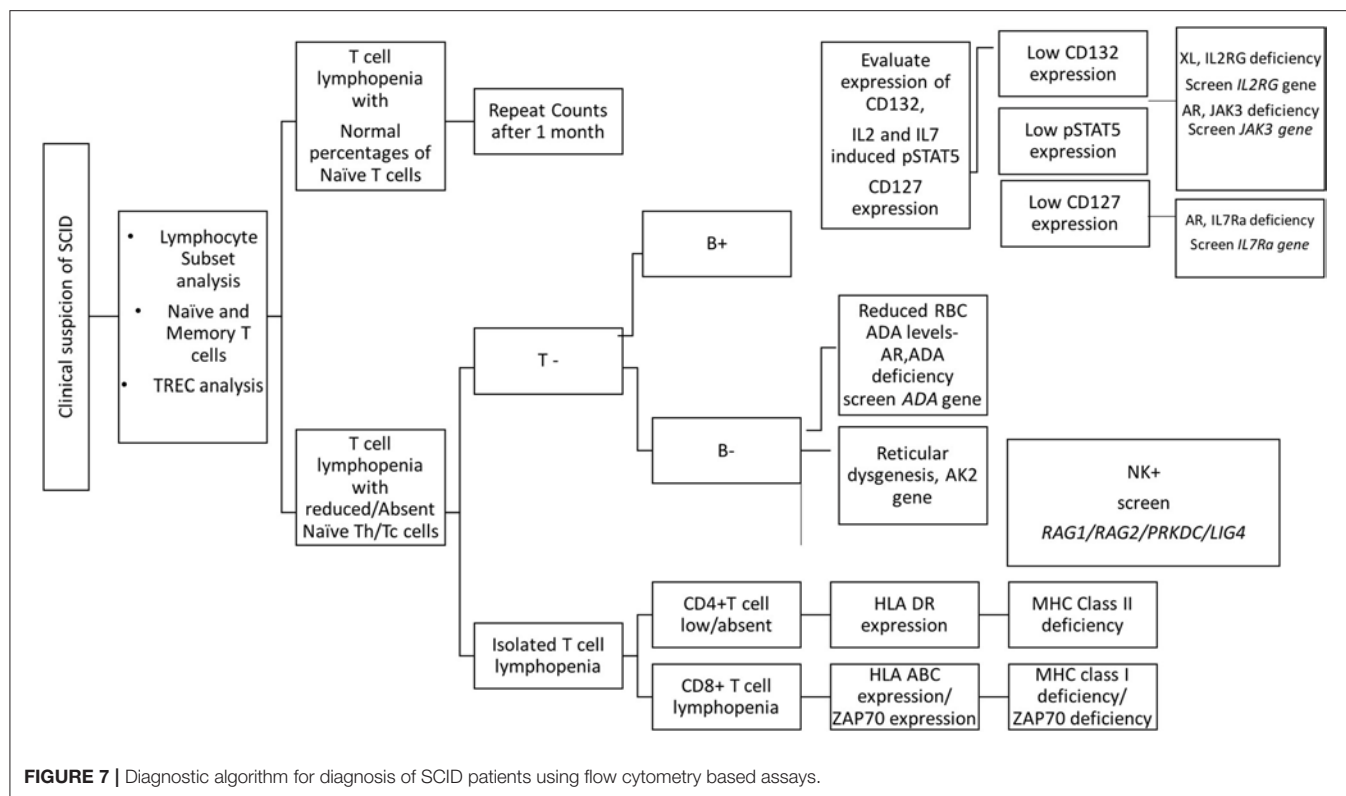 Clinical suspicion of SCID
• Lymphocyte
Subset
analysis
• Naïve and
Memory T
cells
• TREC analysis
T cell
lymphopenia
with
Normal
percentages of
Naïve T cells
Repeat Counts
after 1 month
T cell
lymphopenia
with
reduced/Absent
Naïve Th/Tc cells
T -
B+
B-
Evaluate
expression of
CD132,
IL2 and IL7
induced pSTAT5
CD127
expression
Low CD132
expression
Low pSTAT5
expression
Low CD127
expression
XL, IL2RG deficiency
Screen IL2RG gene
AR, JAK3 deficiency
Screen JAK3 gene
AR, IL7Ra deficiency
Screen IL7Ra gene
Reduced RBC
ADA levels-
AR,ADA
deficiency
screen ADA gene
Reticular
dysgenesis, AK2
gene
NK+
screen
RAG1/RAG2/PRKDC/LIG4
Isolated T cell
lymphopenia
CD4+T cell
low/absent
HLA DR
expression
MHC Class II
deficiency
CD8+ T cell
lymphopenia
HLA ABC
expression/
ZAP70 expression
MHC class I
deficiency/
ZAP70 deficiency
FIGURE 7 | Diagnostic algorithm for diagnosis of SCID patients using flow cytometry based assays.